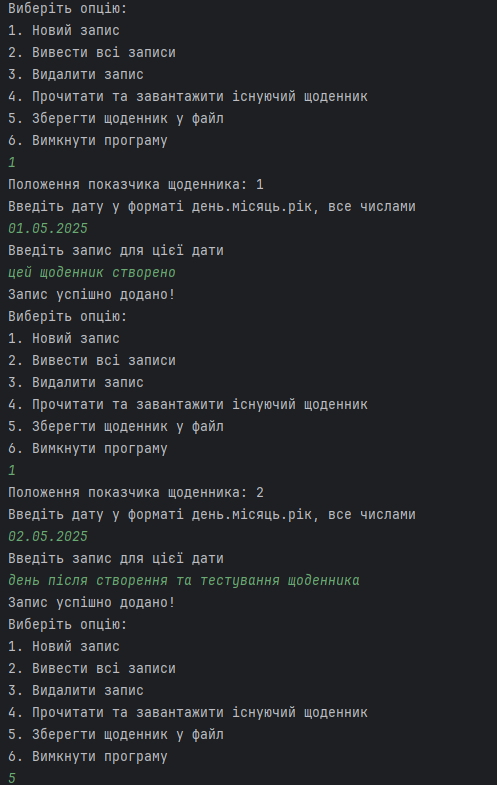 Виберіть опцію:
1. Новий запис
2. Вивести всі записи
3. Видалити запис
4. Прочитати та завантажити існуючий щоденник
5. Зберегти щоденник у файл
6. Вимкнути програму
1
Положення показчика щоденника: 1
Введіть дату у форматі день.місяць.рік, все числами
01.05.2025
Введіть запис для цієї дати
цей щоденник створено
Запис успішно додано!
Виберіть опцію:
1. Новий запис
2. Вивести всі записи
3. Видалити запис
4. Прочитати та завантажити існуючий щоденник
5. Зберегти щоденник у файл
6. Вимкнути програму
1
Положення показчика щоденника: 2
Введіть дату у форматі день.місяць.рік, все числами
02.05.2025
Введіть запис для цієї дати
день після створення та тестування щоденника
Запис успішно додано!
Виберіть опцію:
1. Новий запис
2. Вивести всі записи
3. Видалити запис
4. Прочитати та завантажити існуючий щоденник
5. Зберегти щоденник у файл
6. Вимкнути програму
5